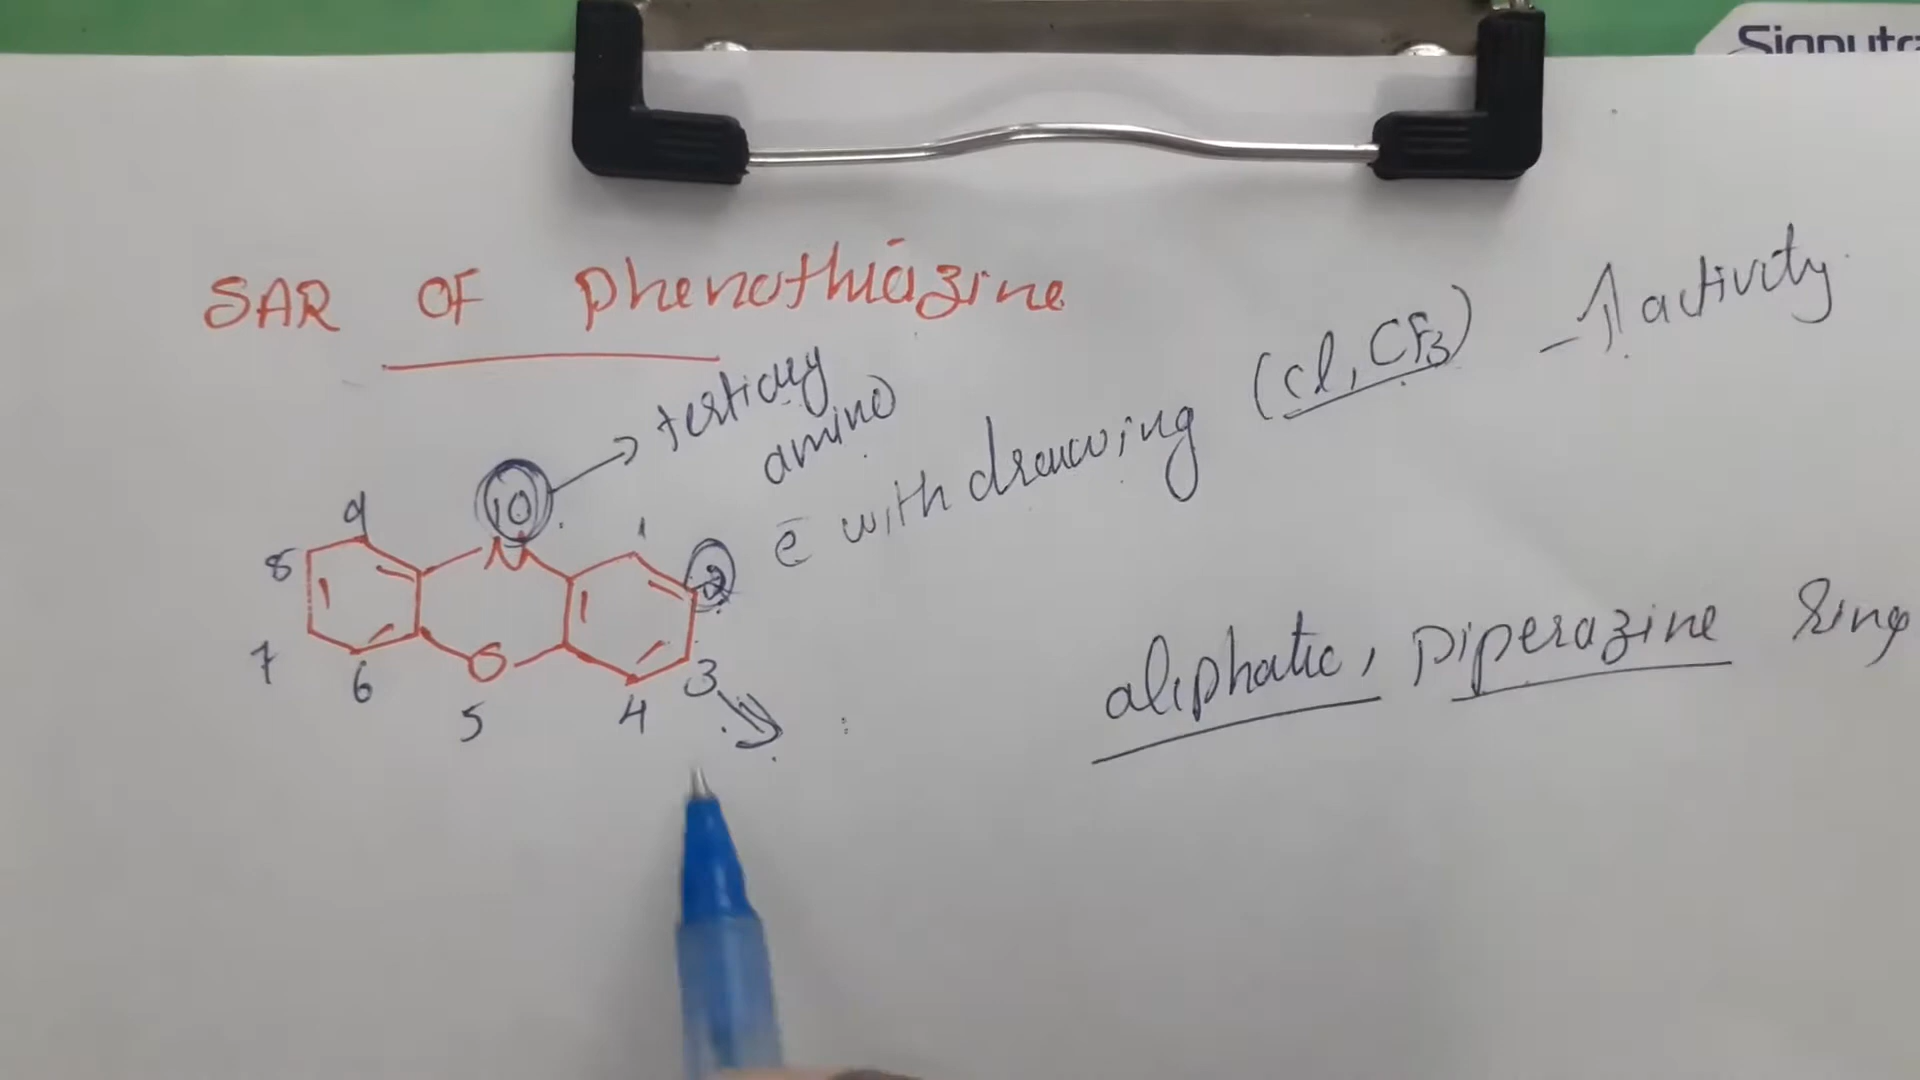 SAR OF phenothiazine
(Cl, CF3) - ↑ activity
→ tertiary
amino
e with drawing
10
9
1
8
N
2
aliphatic, piperazine Ring
7
S
3
6
5
4